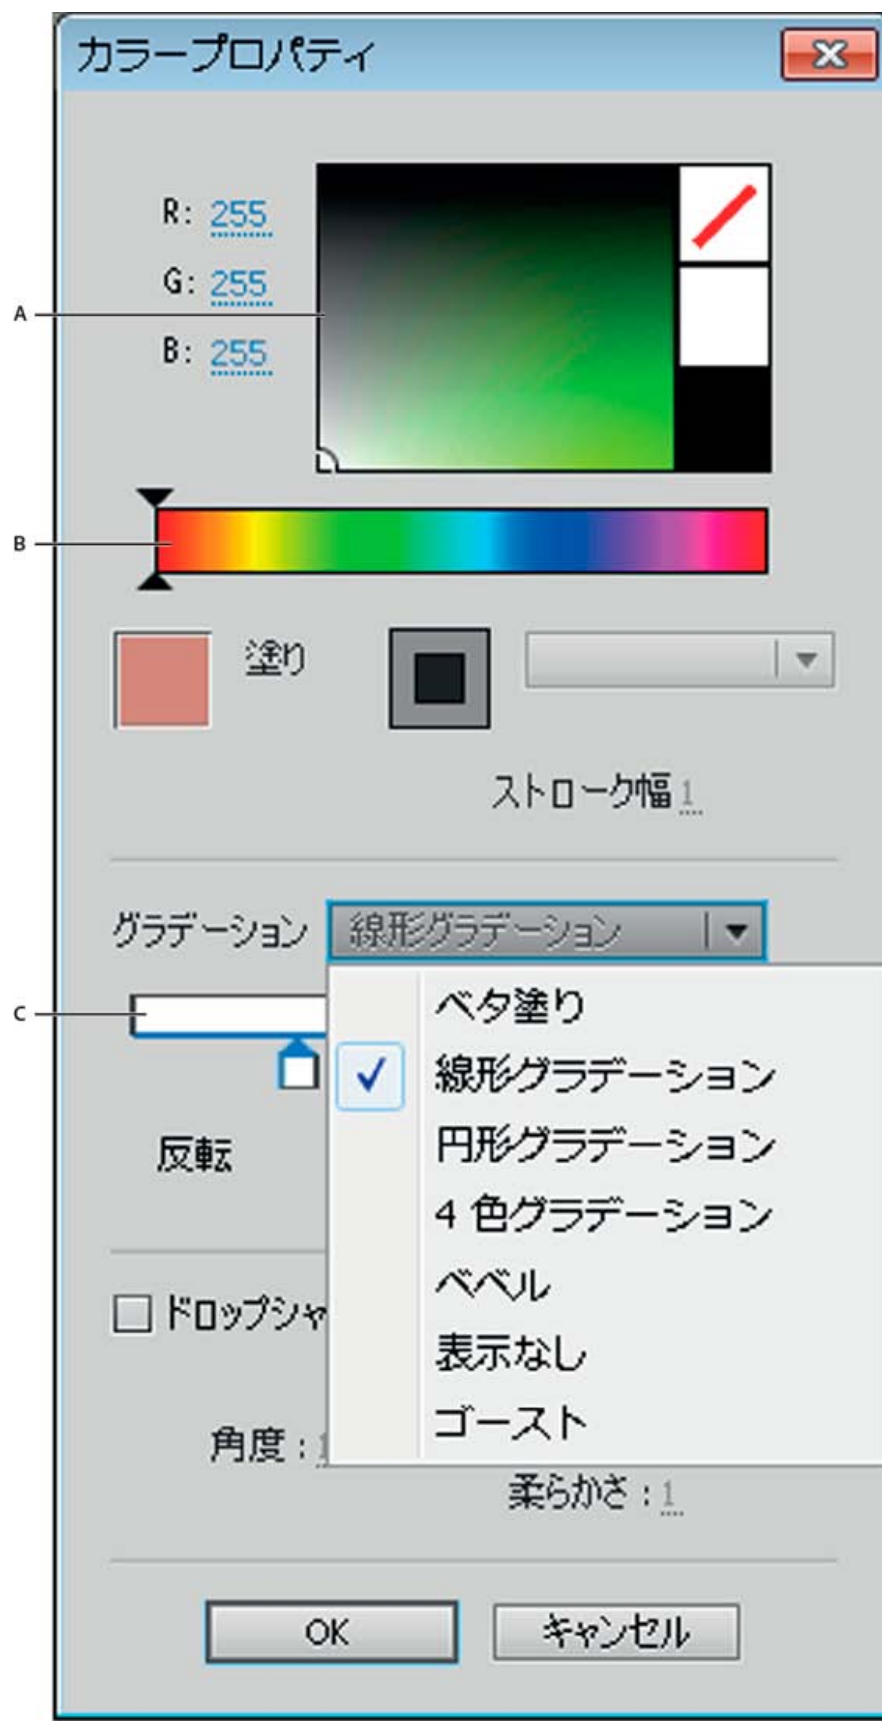 カラープロパティ
R: 255
G: 255
A
B: 255
B
塗り
ストローク幅 1
グラデーション 線形グラデーション
C
ベタ塗り
線形グラデーション
円形グラデーション
反転
4 色グラデーション
ベベル
ドロップシャ
表示なし
ゴースト
角度 :
柔らかさ : 1
OK キャンセル